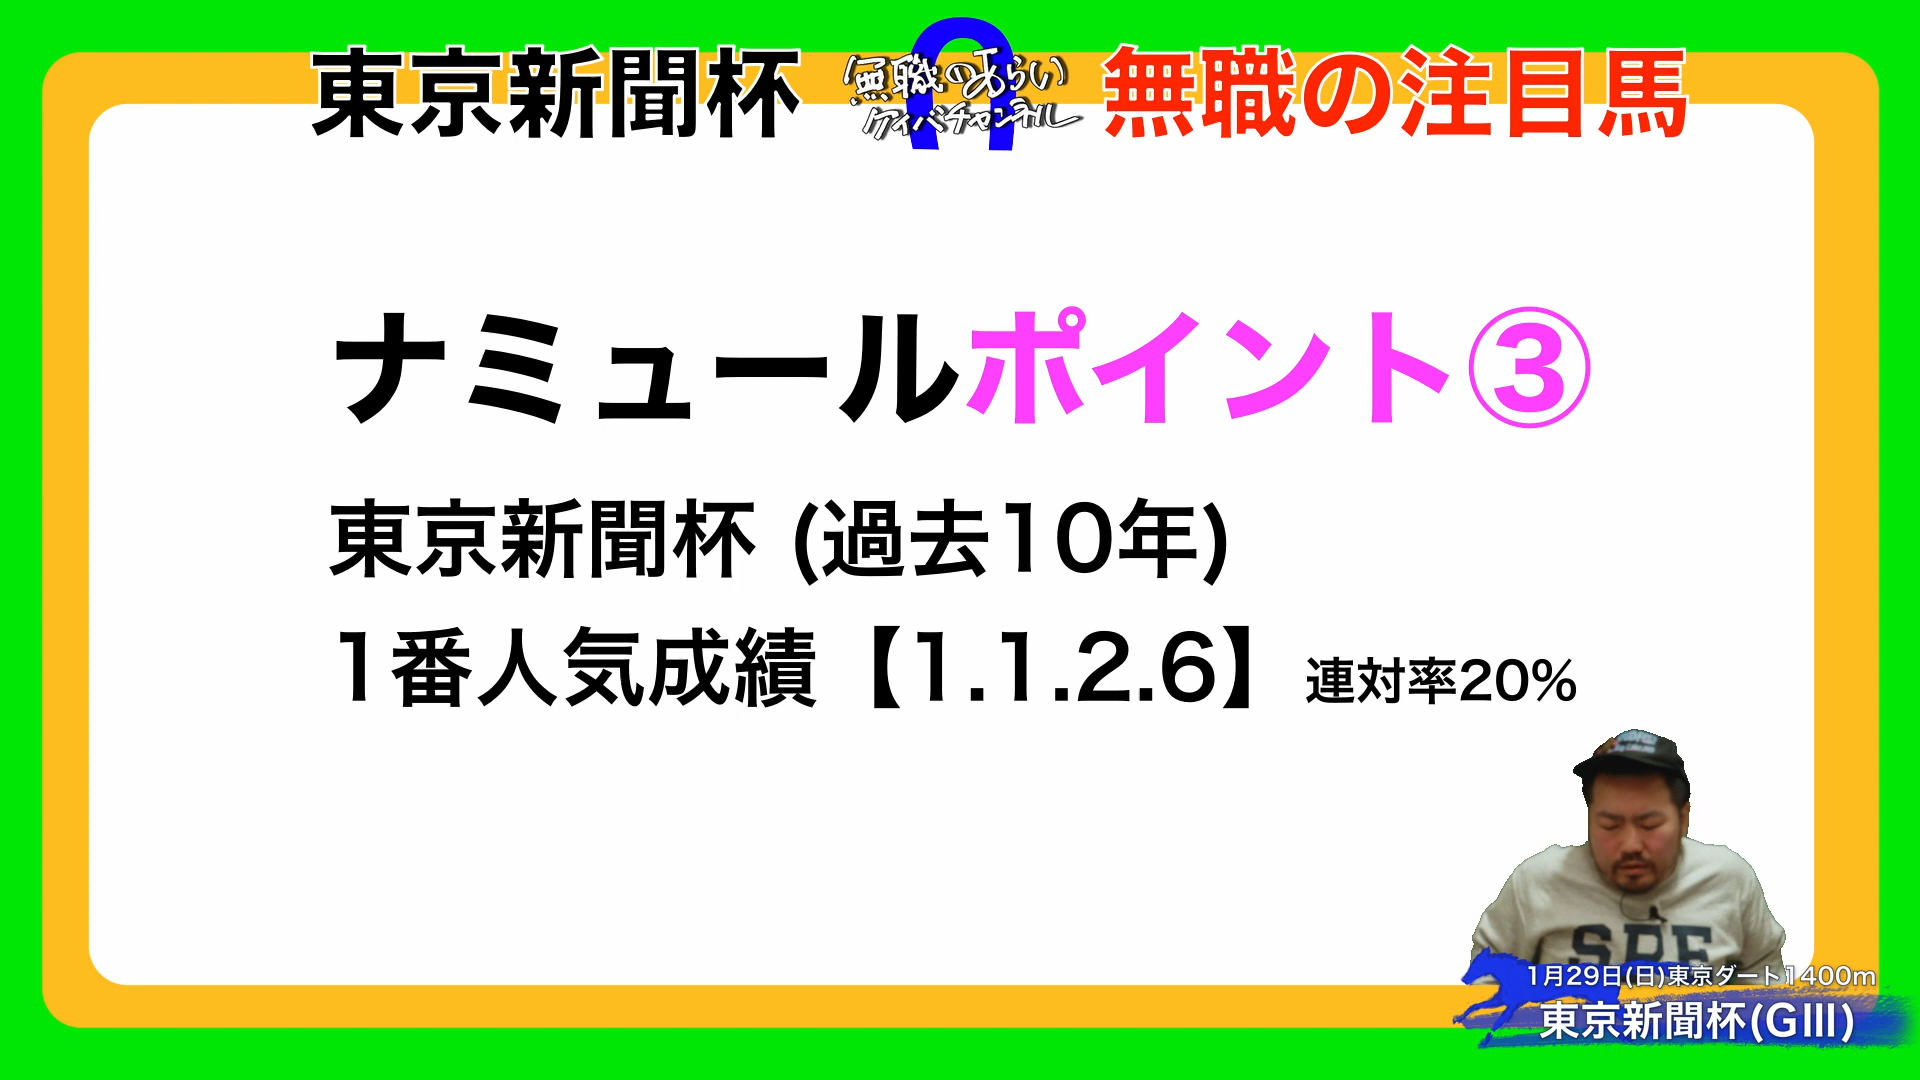 東京新聞杯 無職のあらい ケイバチャンネル 無職の注目馬
ナミュールポイント③
東京新聞杯 (過去10年)
1番人気成績【1.1.2.6】 連対率20%
SPE
1月29日(日)東京ダート1400m
東京新聞杯(GⅢ)